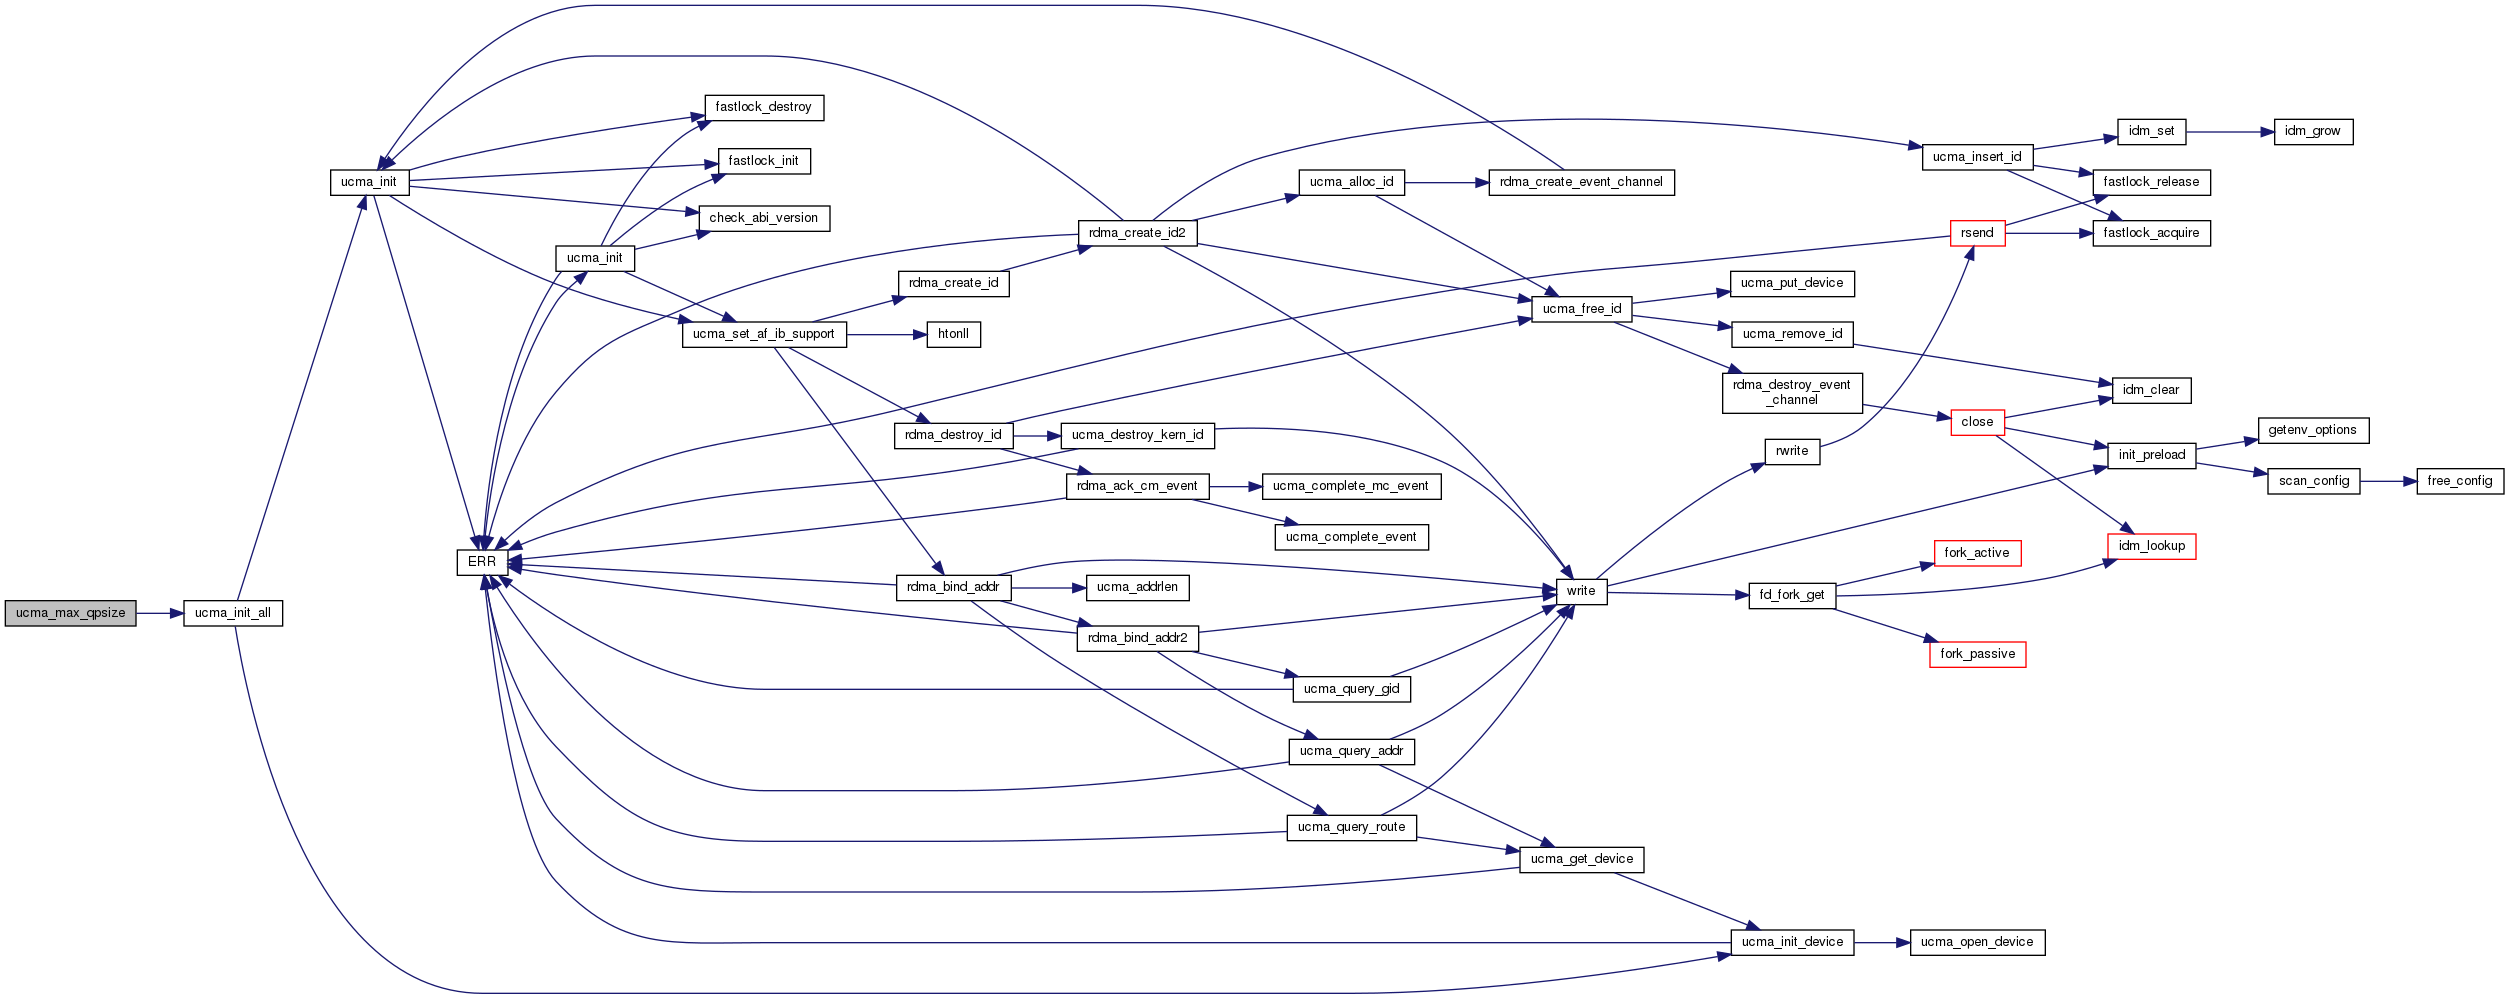 ucma_max_qpsize
ucma_init_all
ucma_init
ERR
ucma_init
fastlock_destroy
fastlock_init
check_abi_version
ucma_set_af_ib_support
rdma_create_id
htonll
rdma_destroy_id
rdma_bind_addr
rdma_create_id2
ucma_destroy_kern_id
rdma_ack_cm_event
ucma_addrlen
rdma_bind_addr2
ucma_alloc_id
ucma_complete_mc_event
ucma_complete_event
ucma_query_gid
ucma_query_addr
ucma_query_route
rdma_create_event_channel
ucma_free_id
write
ucma_get_device
ucma_put_device
ucma_remove_id
rdma_destroy_event
_channel
rwrite
fd_fork_get
ucma_init_device
ucma_insert_id
rsend
close
fork_active
fork_passive
ucma_open_device
idm_set
fastlock_release
fastlock_acquire
idm_clear
init_preload
idm_lookup
idm_grow
getenv_options
scan_config
free_config